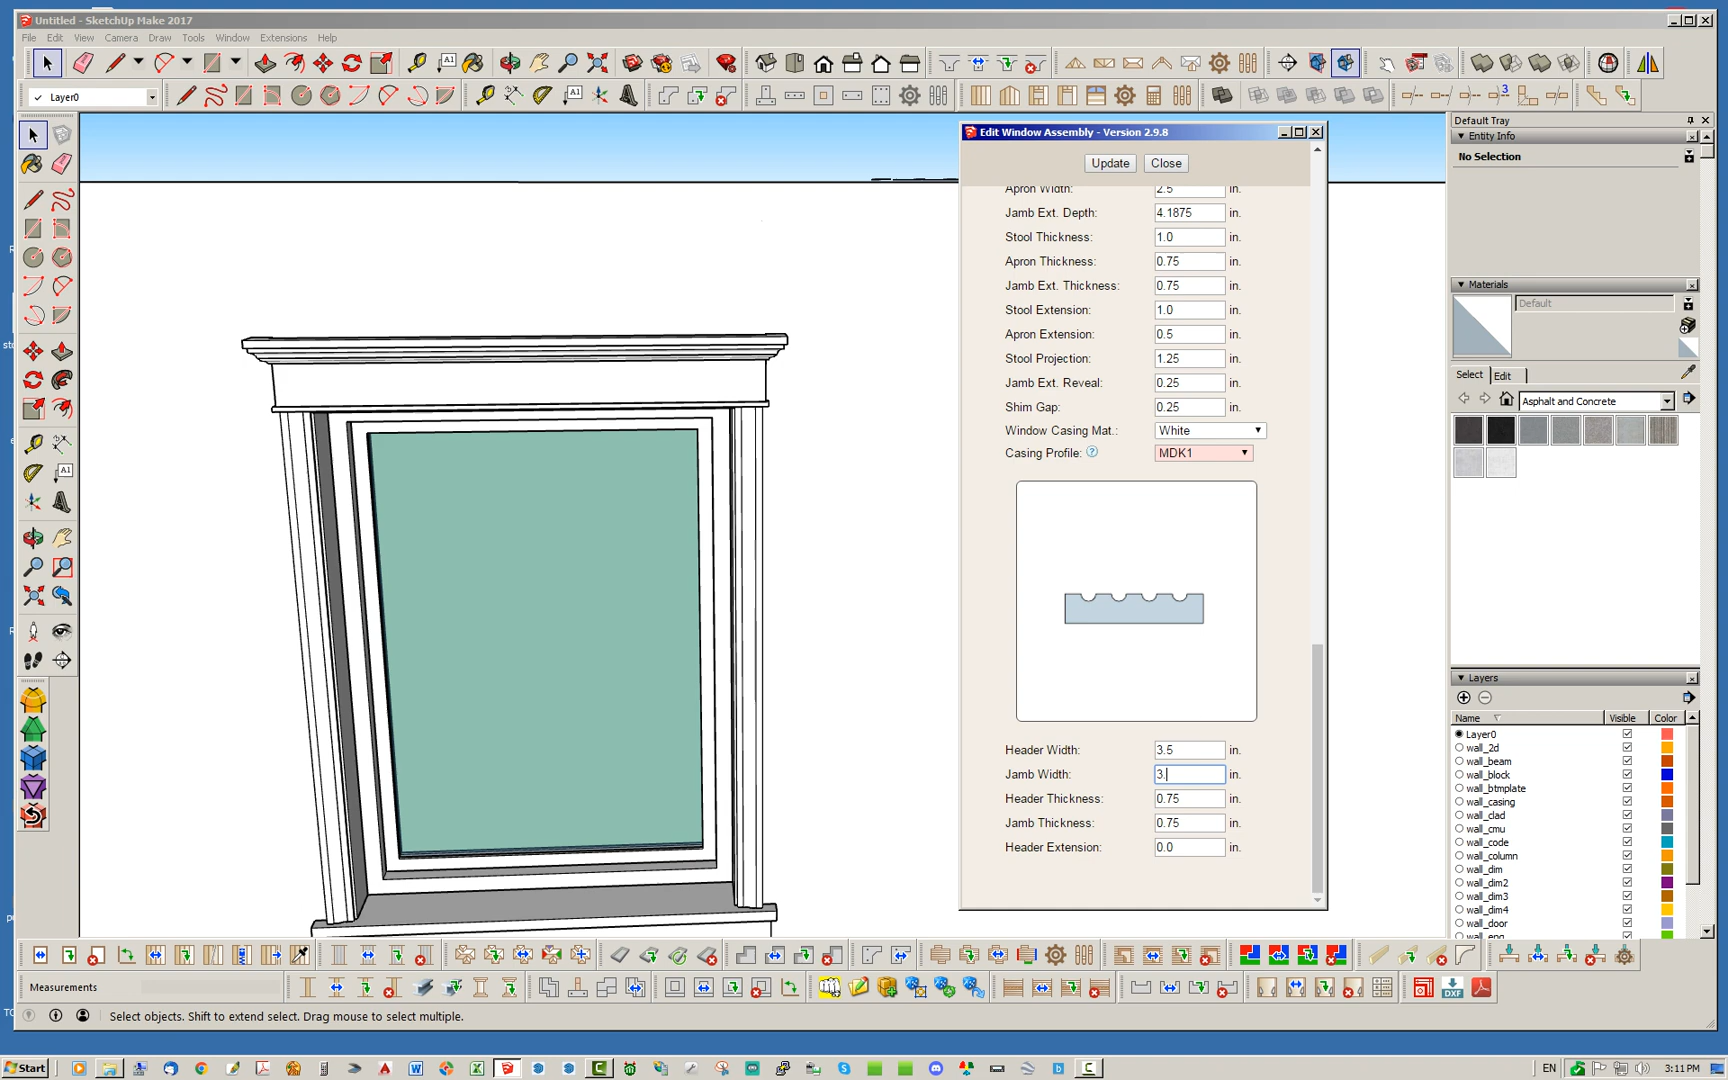 Untitled - SketchUp Make 2017
File Edit View Camera Draw Tools Window Extensions Help
Layer0
Edit Window Assembly - Version 2.9.8
Update Close
Apron Width: 2.5 in.
Jamb Ext. Depth: 4.1875 in.
Stool Thickness: 1.0 in.
Apron Thickness: 0.75 in.
Jamb Ext. Thickness: 0.75 in.
Stool Extension: 1.0 in.
Apron Extension: 0.5 in.
Stool Projection: 1.25 in.
Jamb Ext. Reveal: 0.25 in.
Shim Gap: 0.25 in.
Window Casing Mat.: White
Casing Profile: ? MDK1
Header Width: 3.5 in.
Jamb Width: 3. in.
Header Thickness: 0.75 in.
Jamb Thickness: 0.75 in.
Header Extension: 0.0 in.
Default Tray
Entity Info
No Selection
Materials
Default
Select Edit
Asphalt and Concrete
Layers
Name Visible Color
Layer0
wall_2d
wall_beam
wall_block
wall_btmplate
wall_casing
wall_clad
wall_cmu
wall_code
wall_column
wall_dim
wall_dim2
wall_dim3
wall_dim4
wall_door
wall_eng
Measurements
Select objects. Shift to extend select. Drag mouse to select multiple.
Start
EN
3:11 PM